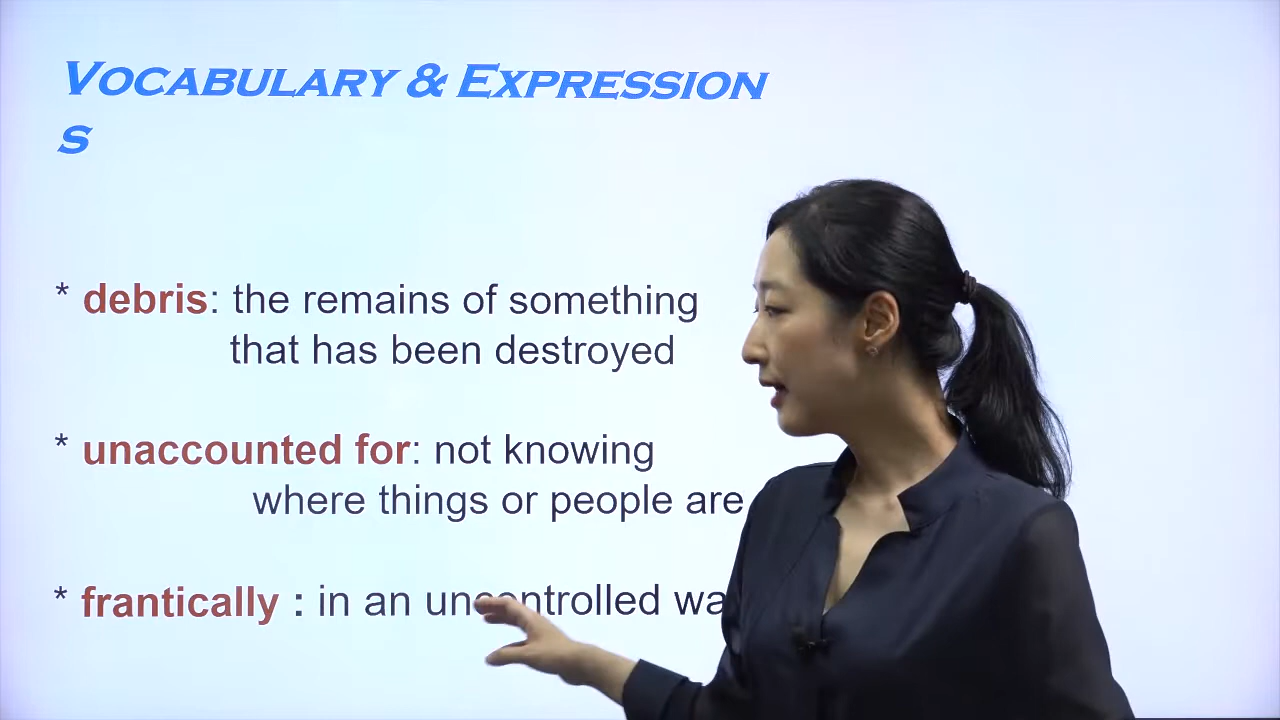 VOCABULARY & EXPRESSION
S
* debris: the remains of something
that has been destroyed
* unaccounted for: not knowing
where things or people are
* frantically : in an uncontrolled